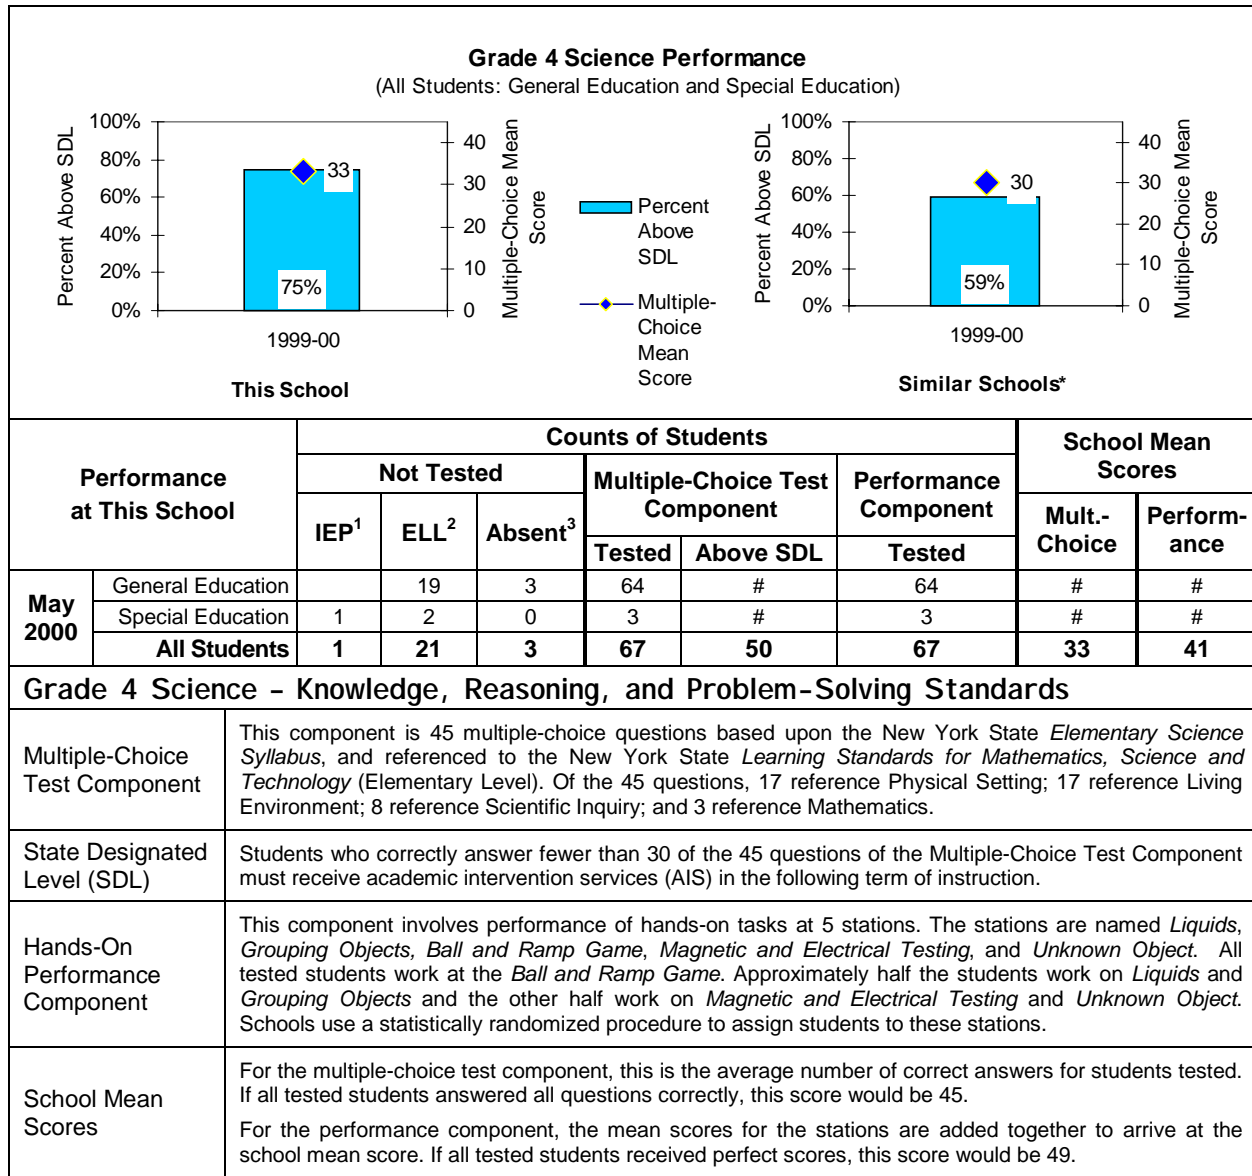 Grade 4 Science Performance
(All Students: General Education and Special Education)
Percent Above SDL
100%
80%
60%
40%
20%
0%
33
75%
1999-00
40
30
20
10
0
Multiple-Choice Mean
Score
This School
Percent
Above
SDL
Multiple-
Choice
Mean
Score
Percent Above SDL
100%
80%
60%
40%
20%
0%
30
59%
1999-00
40
30
20
10
0
Multiple-Choice Mean
Score
Similar Schools*
Performance
at This School
Counts of Students
School Mean
Scores
Not Tested
Multiple-Choice Test
Component
Performance
Component
IEP1 ELL2 Absent3
Mult.-
Choice
Perform-
ance
Tested Above SDL Tested
May
2000
General Education 19 3 64 # 64 # #
Special Education 1 2 0 3 # 3 # #
All Students 1 21 3 67 50 67 33 41
Grade 4 Science – Knowledge, Reasoning, and Problem-Solving Standards
Multiple-Choice
Test Component
This component is 45 multiple-choice questions based upon the New York State Elementary Science
Syllabus, and referenced to the New York State Learning Standards for Mathematics, Science and
Technology (Elementary Level). Of the 45 questions, 17 reference Physical Setting; 17 reference Living
Environment; 8 reference Scientific Inquiry; and 3 reference Mathematics.
State Designated
Level (SDL)
Students who correctly answer fewer than 30 of the 45 questions of the Multiple-Choice Test Component
must receive academic intervention services (AIS) in the following term of instruction.
Hands-On
Performance
Component
This component involves performance of hands-on tasks at 5 stations. The stations are named Liquids,
Grouping Objects, Ball and Ramp Game, Magnetic and Electrical Testing, and Unknown Object. All
tested students work at the Ball and Ramp Game. Approximately half the students work on Liquids and
Grouping Objects and the other half work on Magnetic and Electrical Testing and Unknown Object.
Schools use a statistically randomized procedure to assign students to these stations.
School Mean
Scores
For the multiple-choice test component, this is the average number of correct answers for students tested.
If all tested students answered all questions correctly, this score would be 45.
For the performance component, the mean scores for the stations are added together to arrive at the
school mean score. If all tested students received perfect scores, this score would be 49.